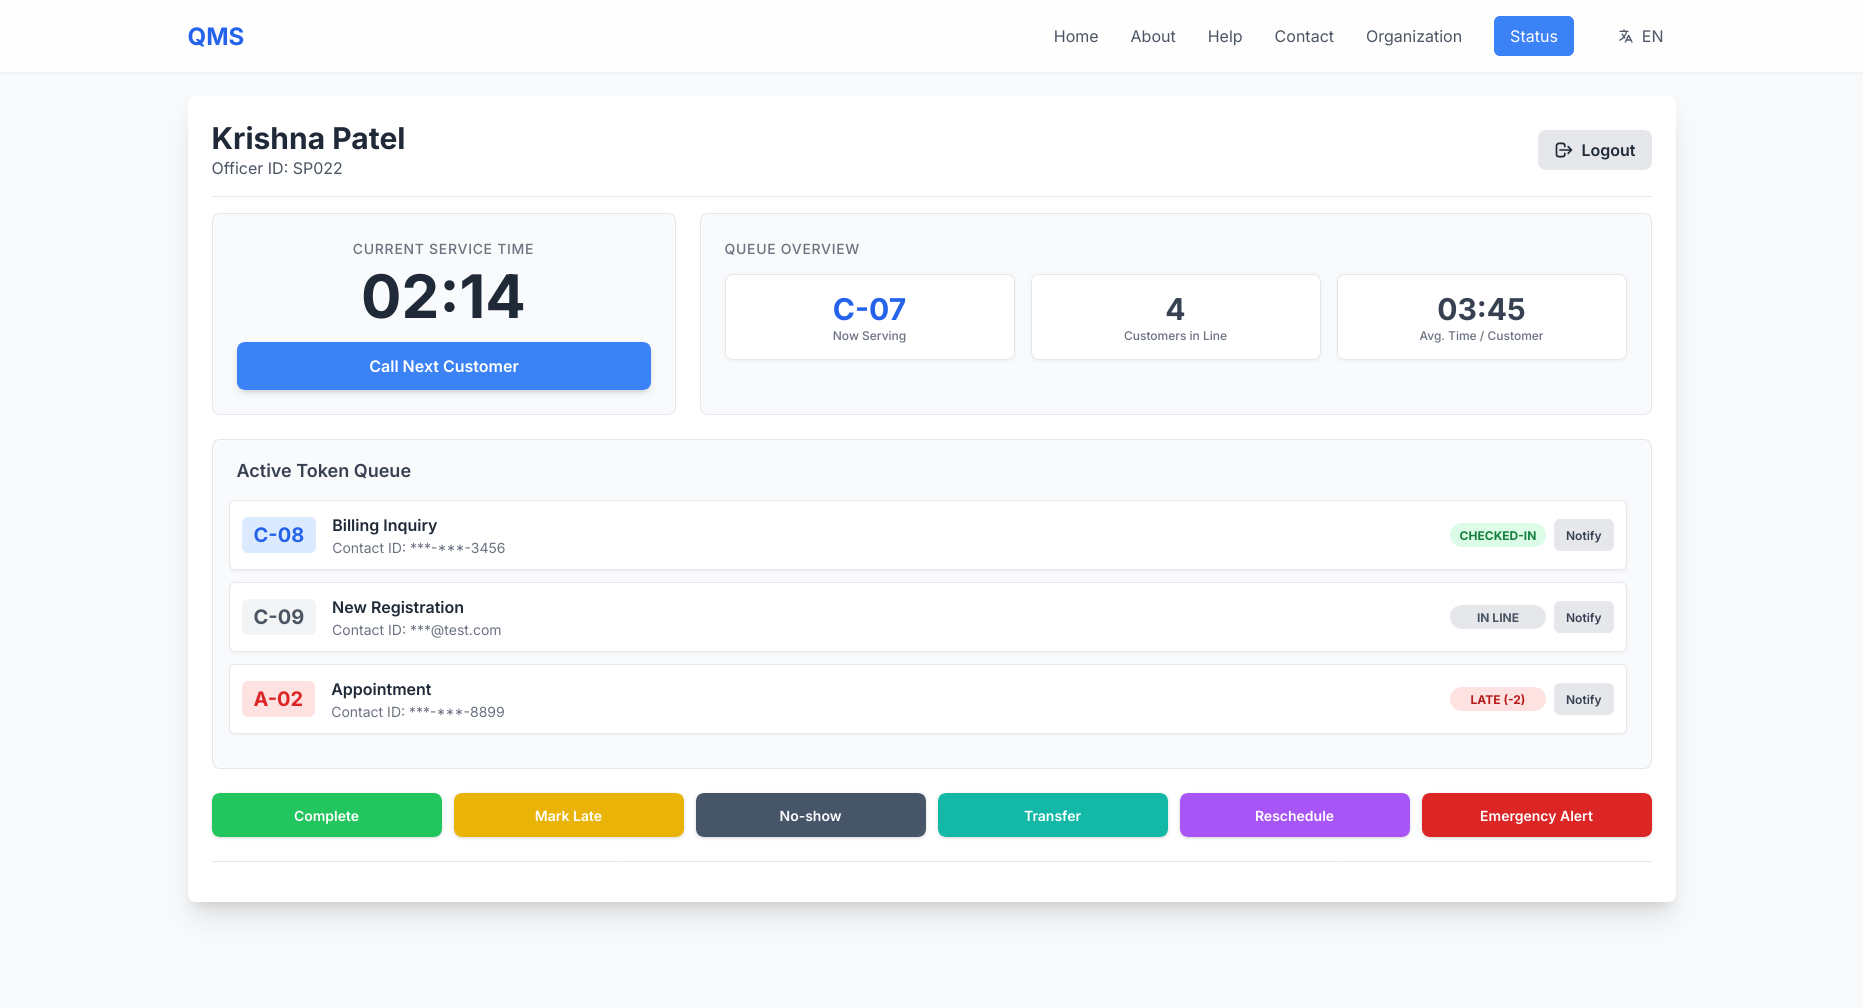 QMS
Home
About
Help
Contact
Organization
Status
EN
Krishna Patel
Officer ID: SP022
Logout
CURRENT SERVICE TIME
02:14
Call Next Customer
QUEUE OVERVIEW
C-07
Now Serving
4
Customers in Line
03:45
Avg. Time / Customer
Active Token Queue
C-08
Billing Inquiry
Contact ID: ***-***-3456
CHECKED-IN
Notify
C-09
New Registration
Contact ID: ***@test.com
IN LINE
Notify
A-02
Appointment
Contact ID: ***-***-8899
LATE (-2)
Notify
Complete
Mark Late
No-show
Transfer
Reschedule
Emergency Alert